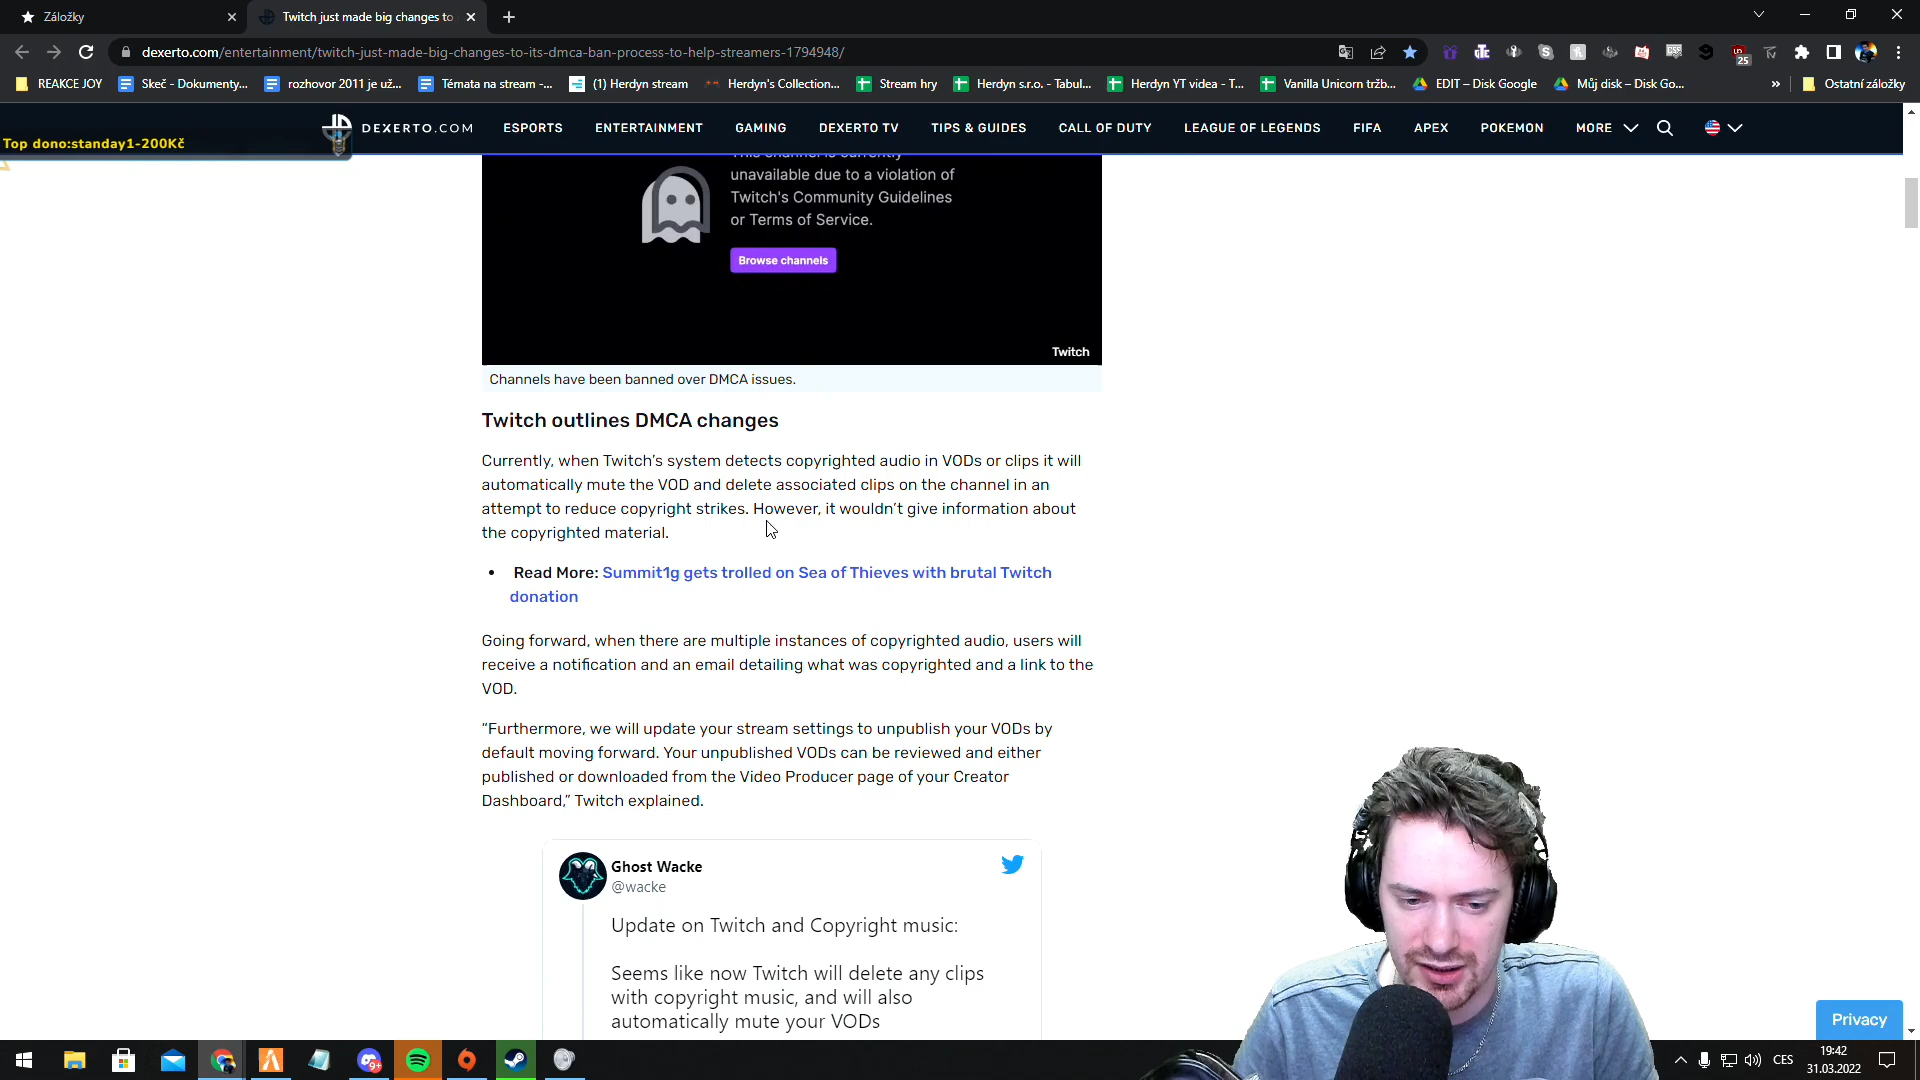 Záložky
Twitch just made big changes to
dexerto.com/entertainment/twitch-just-made-big-changes-to-its-dmca-ban-process-to-help-streamers-1794948/
25
REAKCE JOY
Skeč - Dokumenty...
rozhovor 2011 je už...
Témata na stream -...
(1) Herdyn stream
Herdyn's Collection...
Stream hry
Herdyn s.r.o. - Tabul...
Herdyn YT videa - T...
Vanilla Unicorn tržb...
EDIT – Disk Google
Můj disk – Disk Go...
»
Ostatní záložky
Top dono:standay1-200Kč
DEXERTO.COM
ESPORTS
ENTERTAINMENT
GAMING
DEXERTO TV
TIPS & GUIDES
CALL OF DUTY
LEAGUE OF LEGENDS
FIFA
APEX
POKEMON
MORE
This channel is currently
unavailable due to a violation of
Twitch's Community Guidelines
or Terms of Service.
Browse channels
Twitch
Channels have been banned over DMCA issues.
Twitch outlines DMCA changes
Currently, when Twitch's system detects copyrighted audio in VODs or clips it will
automatically mute the VOD and delete associated clips on the channel in an
attempt to reduce copyright strikes. However, it wouldn't give information about
the copyrighted material.
• Read More: Summit1g gets trolled on Sea of Thieves with brutal Twitch
donation
Going forward, when there are multiple instances of copyrighted audio, users will
receive a notification and an email detailing what was copyrighted and a link to the
VOD.
“Furthermore, we will update your stream settings to unpublish your VODs by
default moving forward. Your unpublished VODs can be reviewed and either
published or downloaded from the Video Producer page of your Creator
Dashboard,” Twitch explained.
Ghost Wacke
@wacke
Update on Twitch and Copyright music:
Seems like now Twitch will delete any clips
with copyright music, and will also
automatically mute your VODs
Privacy
9+
CES
19:42
31.03.2022